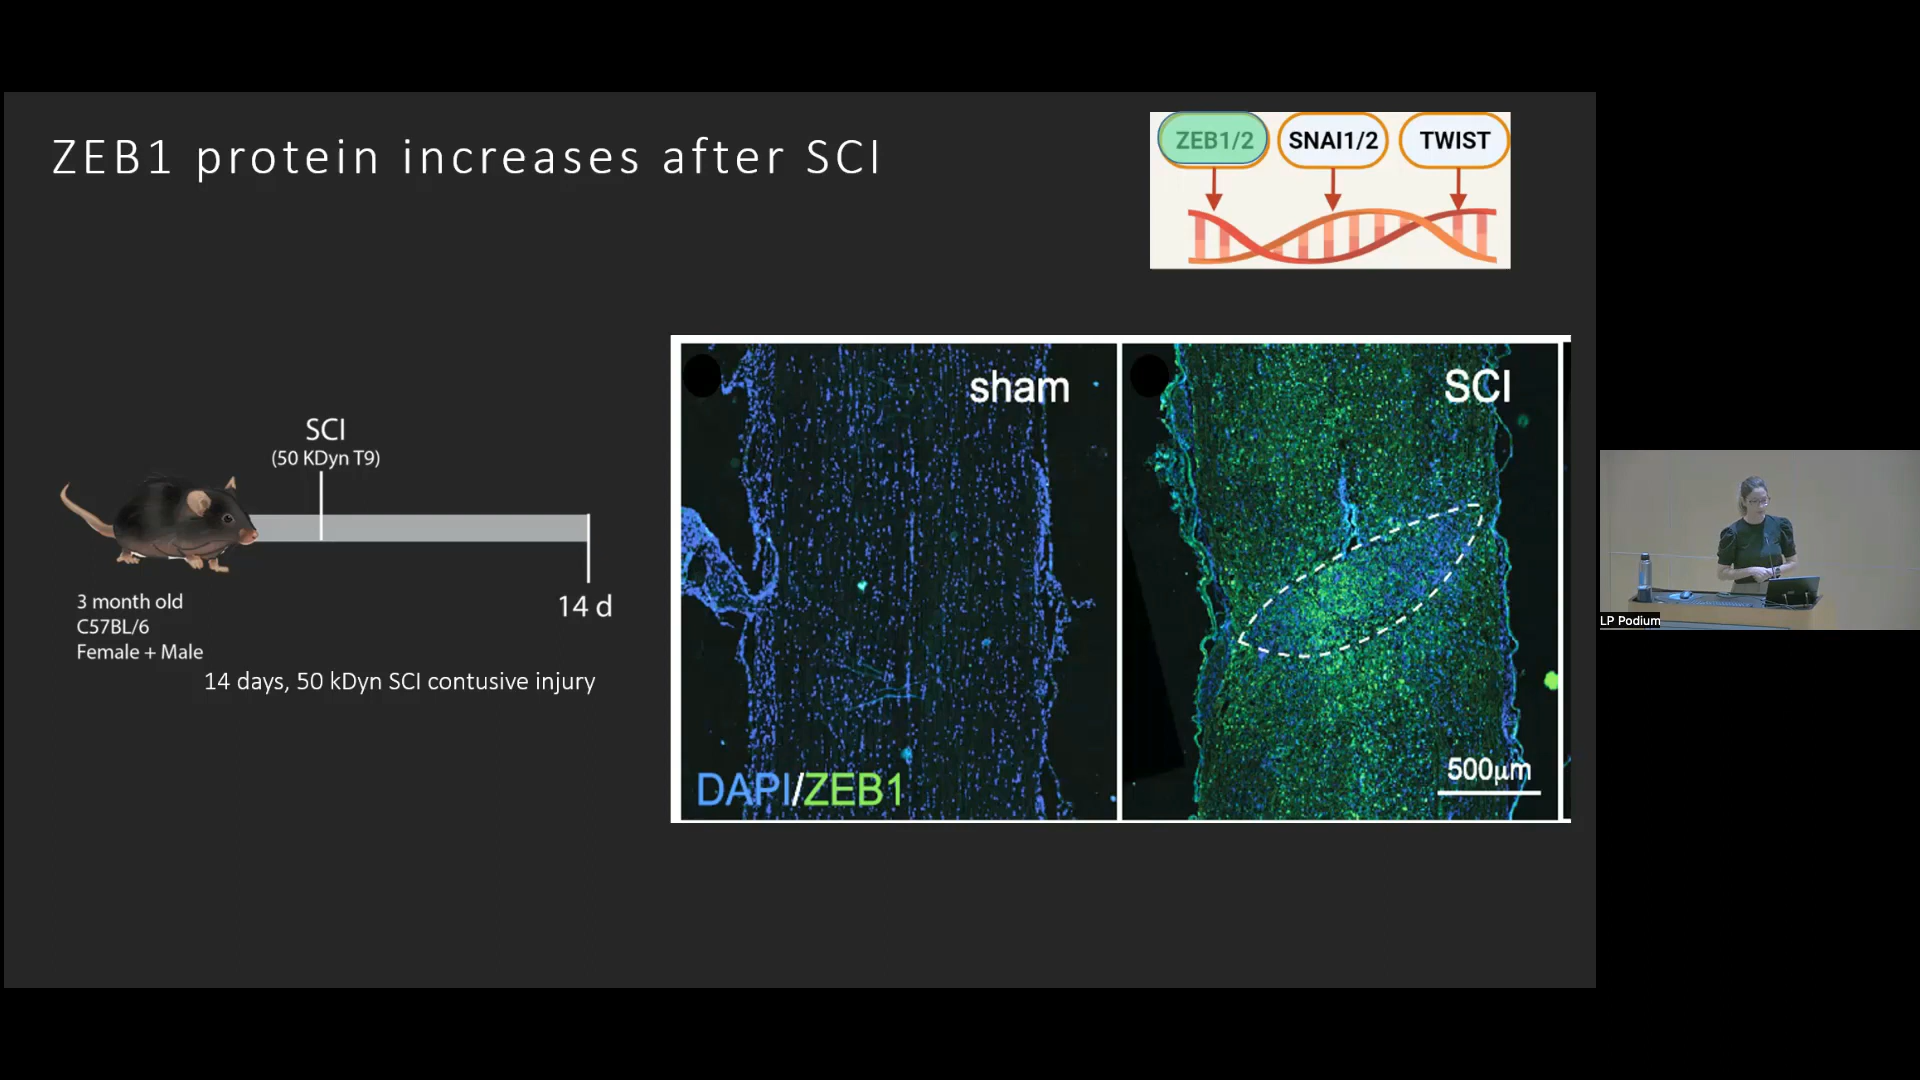 ZEB1 protein increases after SCI
ZEB1/2 SNAI1/2 TWIST
SCI
(50 KDyn T9)
14 d
3 month old
C57BL/6
Female + Male
14 days, 50 kDyn SCI contusive injury
sham
DAPI/ZEB1
SCI
500μm
LP Podium